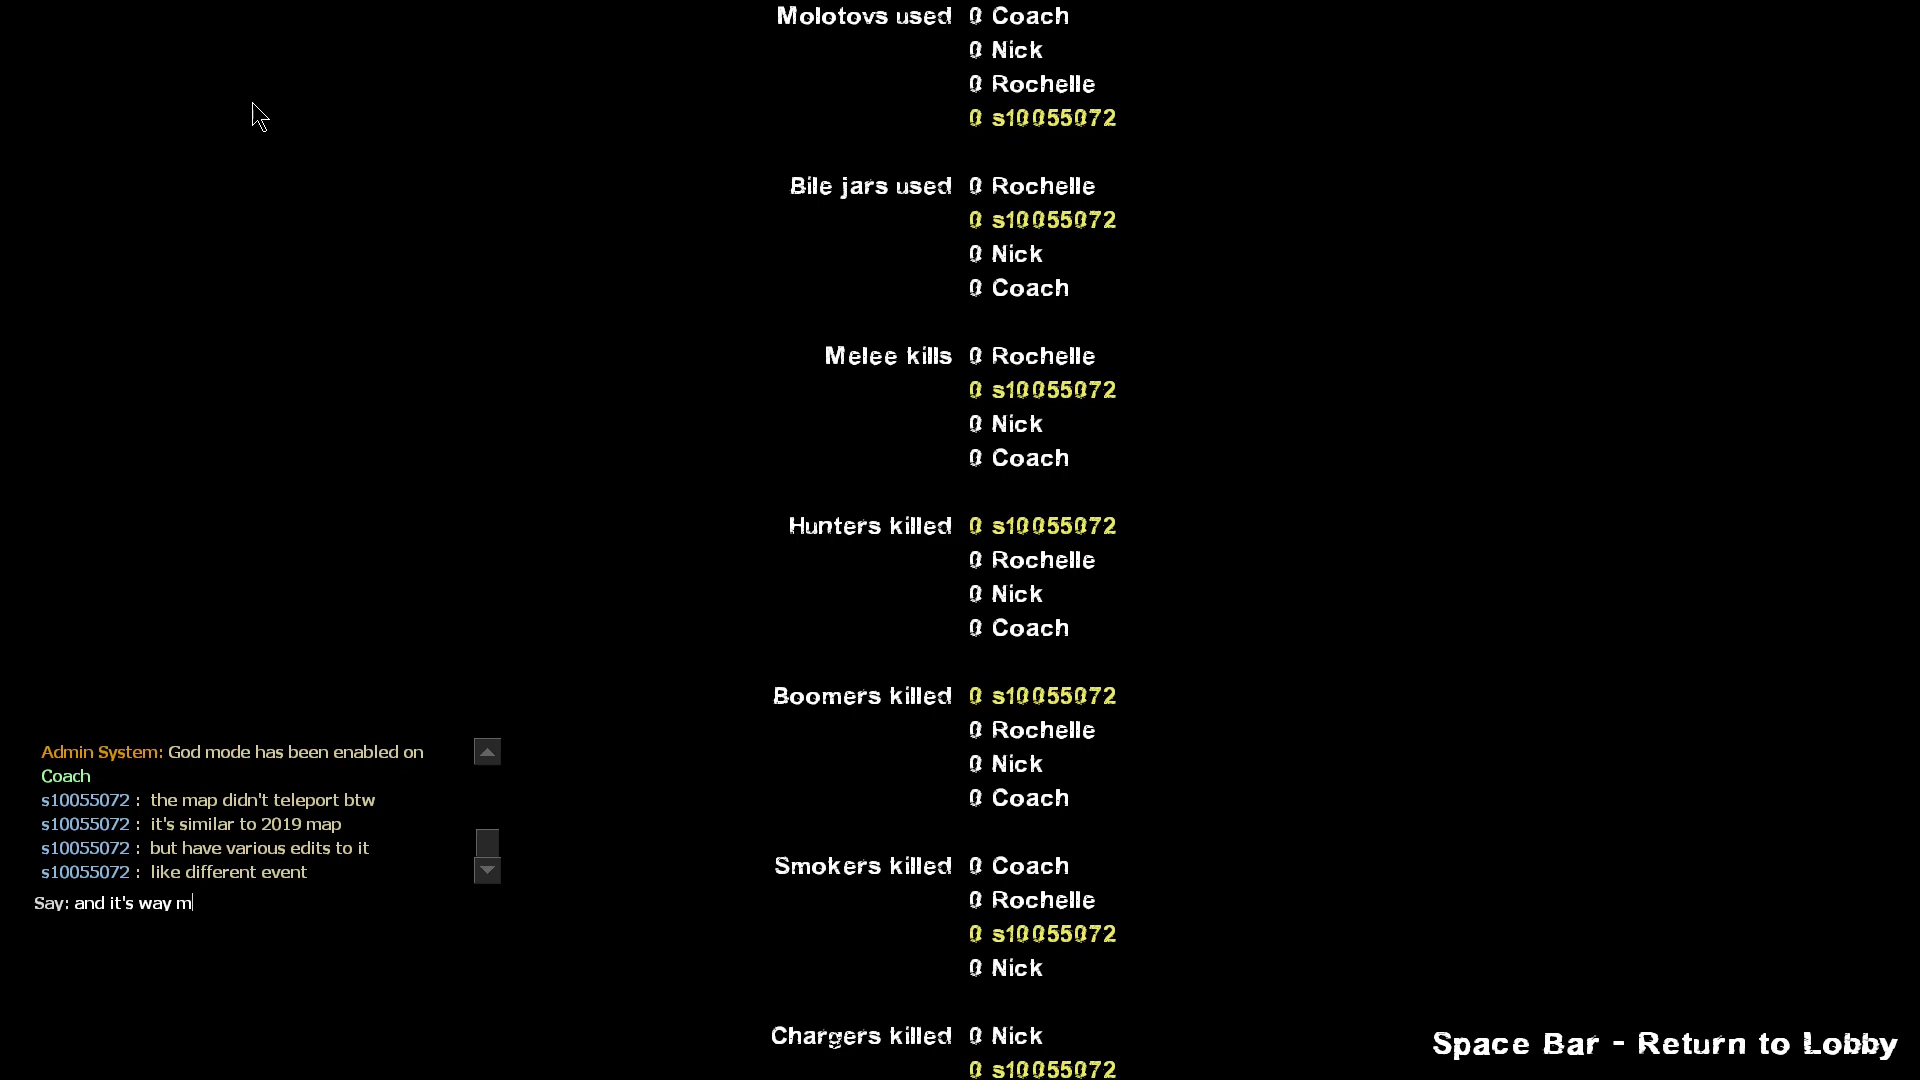 Molotovs used 0 Coach
0 Nick
0 Rochelle
0 s10055072
Bile jars used 0 Rochelle
0 s10055072
0 Nick
0 Coach
Melee kills 0 Rochelle
0 s10055072
0 Nick
0 Coach
Hunters killed 0 s10055072
0 Rochelle
0 Nick
0 Coach
Boomers killed 0 s10055072
0 Rochelle
0 Nick
0 Coach
Smokers killed 0 Coach
0 Rochelle
0 s10055072
0 Nick
Chargers killed 0 Nick
0 s10055072
Admin System: God mode has been enabled on
Coach
s10055072 : the map didn't teleport btw
s10055072 : it's similar to 2019 map
s10055072 : but have various edits to it
s10055072 : like different event
Say: and it's way m
Space Bar - Return to Lobby